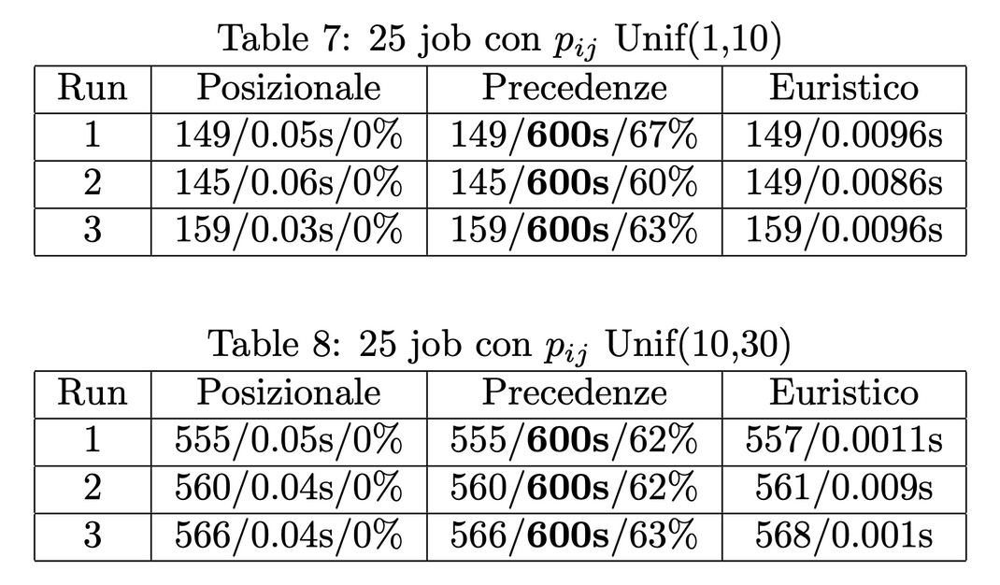 Table 7: 25 job con pij Unif(1,10)
Run Posizionale Precedenze Euristico
1 149/0.05s/0% 149/600s/67% 149/0.0096s
2 145/0.06s/0% 145/600s/60% 149/0.0086s
3 159/0.03s/0% 159/600s/63% 159/0.0096s
Table 8: 25 job con pij Unif(10,30)
Run Posizionale Precedenze Euristico
1 555/0.05s/0% 555/600s/62% 557/0.0011s
2 560/0.04s/0% 560/600s/62% 561/0.009s
3 566/0.04s/0% 566/600s/63% 568/0.001s